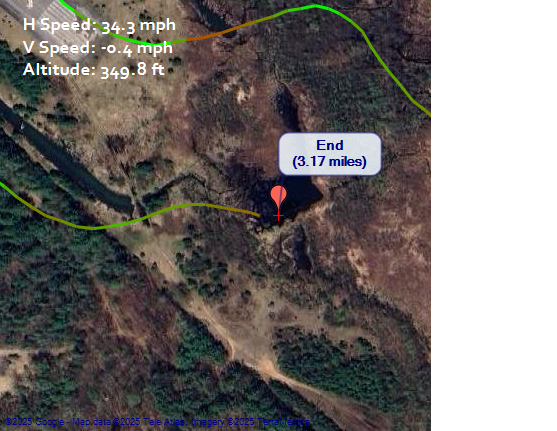 H Speed: 34.3 mph
V Speed: -0.4 mph
Altitude: 349.8 ft
End
(3.17 miles)
©2025 Google - Map data ©2025 Tele Atlas, Imagery ©2025 TerraMetrics